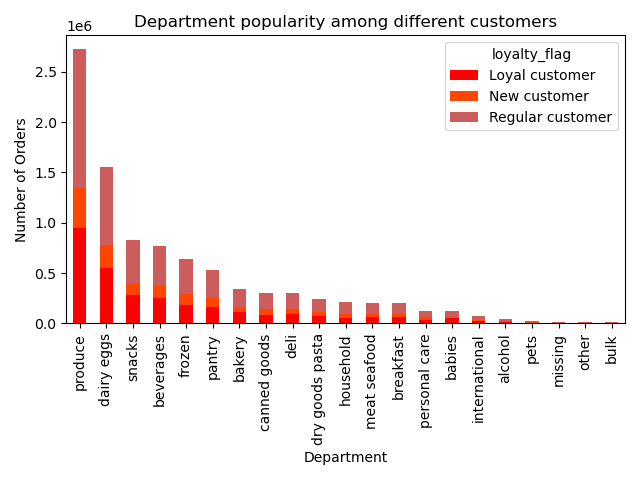 Department popularity among different customers
1e6
loyalty_flag
Loyal customer
New customer
Regular customer
Number of Orders
2.5
2.0
1.5
1.0
0.5
0.0
produce
dairy eggs
snacks
beverages
frozen
pantry
bakery
canned goods
deli
dry goods pasta
household
meat seafood
breakfast
personal care
babies
international
alcohol
pets
missing
other
bulk
Department